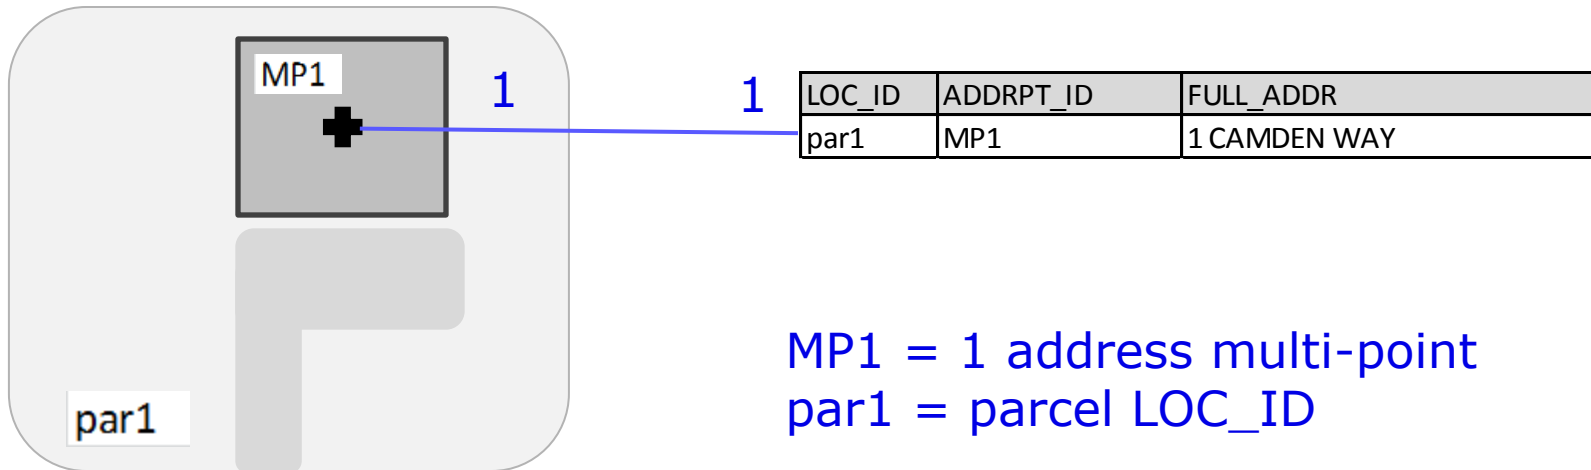 MP1
1
1
LOC_ID ADDRPT_ID FULL_ADDR
par1 MP1 1 CAMDEN WAY
MP1 = 1 address multi-point
par1 = parcel LOC_ID
par1